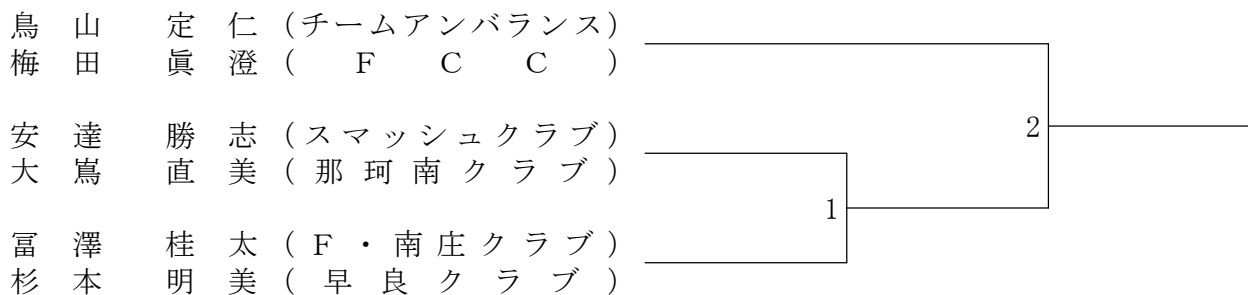 鳥山 定仁(チームアンバランス)
梅田 眞澄(FCC)
安達 勝志(スマッシュクラブ)
大嶌 直美(那珂南クラブ)
2
1
冨澤 桂太(F・南庄クラブ)
杉本 明美(早良クラブ)